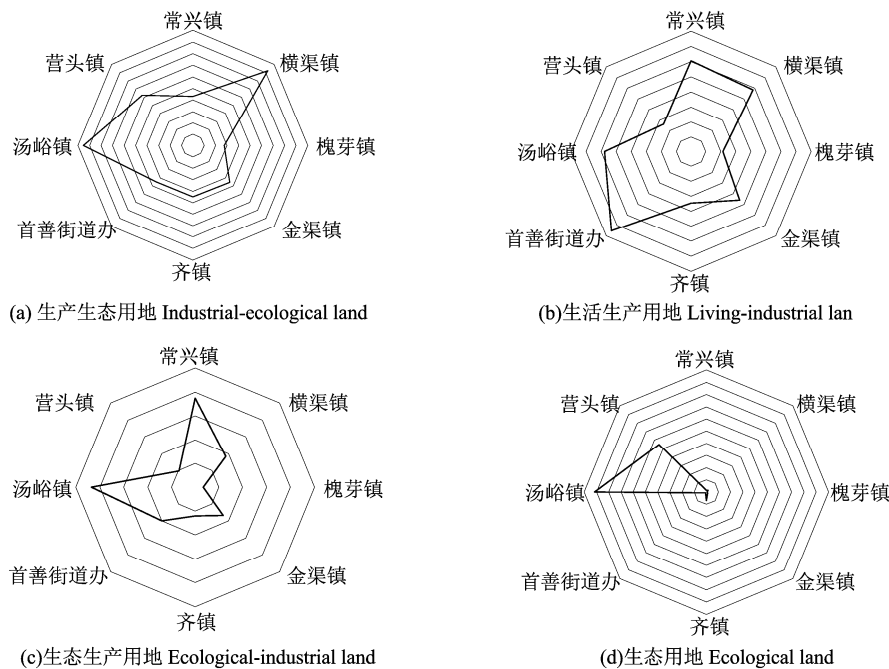 常兴镇
营头镇
横渠镇
汤峪镇
槐芽镇
首善街道办
金渠镇
齐镇
(a) 生产生态用地 Industrial-ecological land
常兴镇
营头镇
横渠镇
汤峪镇
槐芽镇
首善街道办
金渠镇
齐镇
(b)生活生产用地 Living-industrial lan
常兴镇
营头镇
横渠镇
汤峪镇
槐芽镇
首善街道办
金渠镇
齐镇
(c)生态生产用地 Ecological-industrial land
常兴镇
营头镇
横渠镇
汤峪镇
槐芽镇
首善街道办
金渠镇
齐镇
(d)生态用地 Ecological land